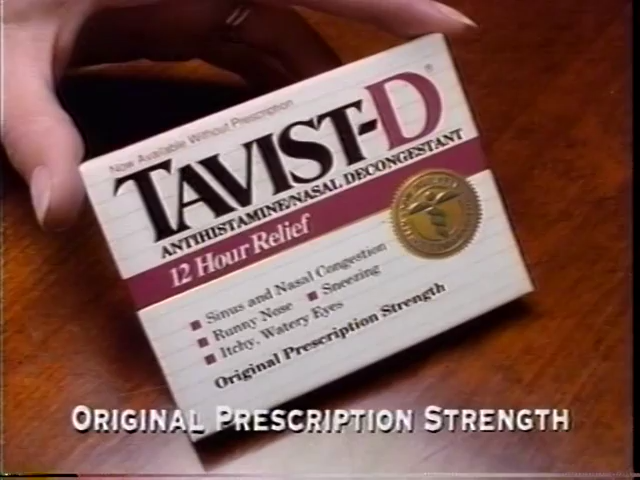 Now Available Without Prescription
TAVIST-D®
ANTIHISTAMINE/NASAL DECONGESTANT
12 Hour Relief
■ Sinus and Nasal Congestion
■ Runny Nose ■ Sneezing
■ Itchy, Watery Eyes
Original Prescription Strength
ORIGINAL PRESCRIPTION STRENGTH